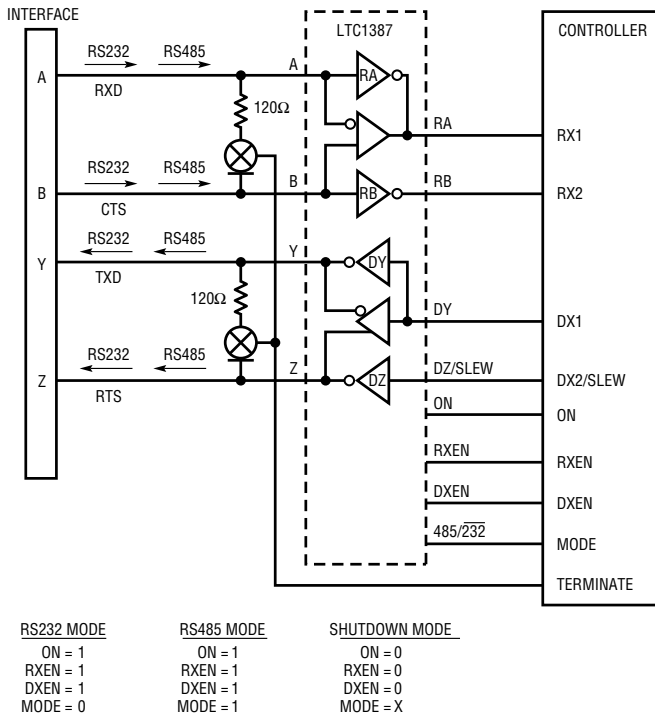 INTERFACE
LTC1387
CONTROLLER
RS232 RS485
A
A
RXD
RA
120Ω
RA
RX1
RS232 RS485
B
B
CTS
RB
RB
RX2
RS232 RS485
Y
Y
TXD
DY
120Ω
DY
DX1
RS232 RS485
Z
Z
RTS
DZ
DZ/SLEW
DX2/SLEW
ON
ON
RXEN
RXEN
DXEN
DXEN
485/2̅3̅2̅
MODE
TERMINATE
RS232 MODE
ON = 1
RXEN = 1
DXEN = 1
MODE = 0
RS485 MODE
ON = 1
RXEN = 1
DXEN = 1
MODE = 1
SHUTDOWN MODE
ON = 0
RXEN = 0
DXEN = 0
MODE = X